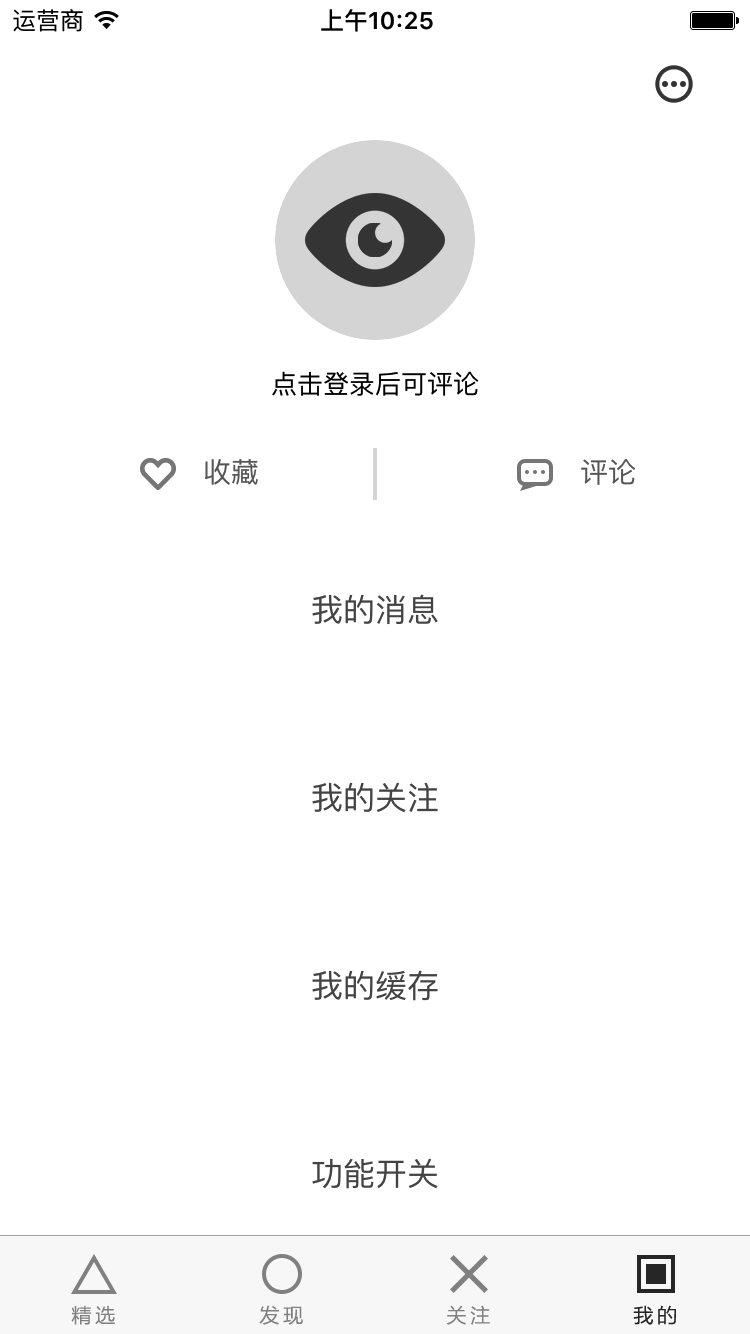 运营商 上午10:25
点击登录后可评论
收藏 评论
我的消息
我的关注
我的缓存
功能开关
精选 发现 关注 我的